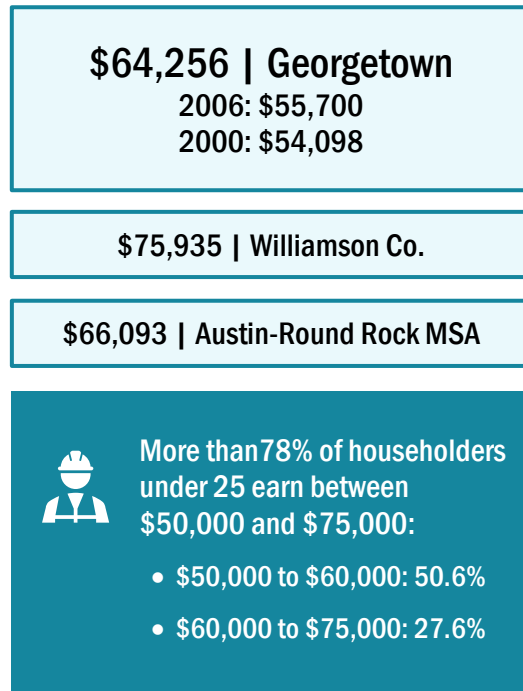 $64,256 | Georgetown
2006: $55,700
2000: $54,098
$75,935 | Williamson Co.
$66,093 | Austin-Round Rock MSA
More than78% of householders
under 25 earn between
$50,000 and $75,000:
• $50,000 to $60,000: 50.6%
• $60,000 to $75,000: 27.6%